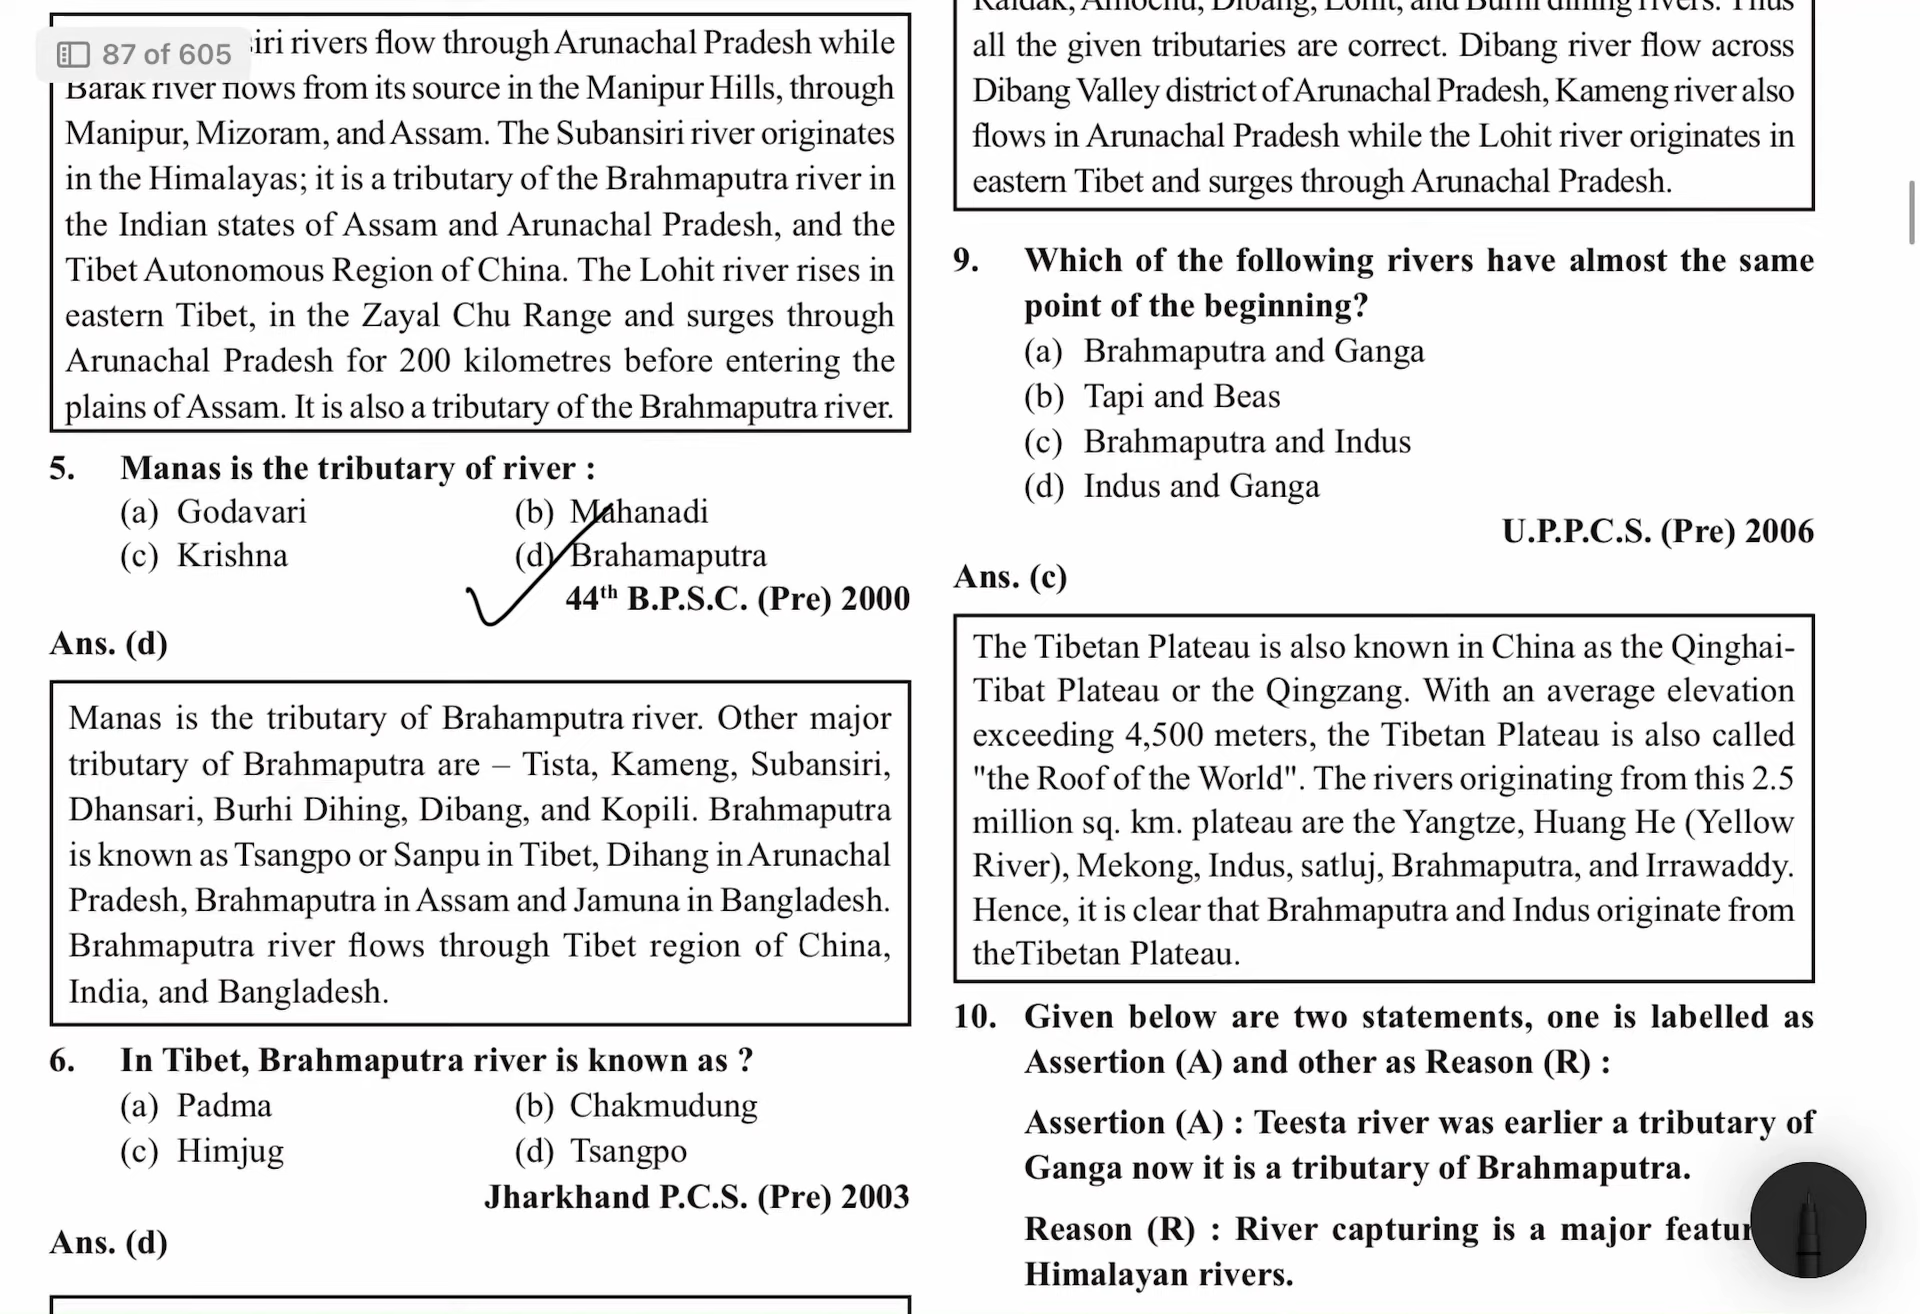 87 of 605
iri rivers flow through Arunachal Pradesh while
Barak river flows from its source in the Manipur Hills, through
Manipur, Mizoram, and Assam. The Subansiri river originates
in the Himalayas; it is a tributary of the Brahmaputra river in
the Indian states of Assam and Arunachal Pradesh, and the
Tibet Autonomous Region of China. The Lohit river rises in
eastern Tibet, in the Zayal Chu Range and surges through
Arunachal Pradesh for 200 kilometres before entering the
plains of Assam. It is also a tributary of the Brahmaputra river.
5. Manas is the tributary of river :
(a) Godavari (b) Mahanadi
(c) Krishna (d) Brahamaputra
44th B.P.S.C. (Pre) 2000
Ans. (d)
Manas is the tributary of Brahamputra river. Other major
tributary of Brahmaputra are – Tista, Kameng, Subansiri,
Dhansari, Burhi Dihing, Dibang, and Kopili. Brahmaputra
is known as Tsangpo or Sanpu in Tibet, Dihang in Arunachal
Pradesh, Brahmaputra in Assam and Jamuna in Bangladesh.
Brahmaputra river flows through Tibet region of China,
India, and Bangladesh.
6. In Tibet, Brahmaputra river is known as ?
(a) Padma (b) Chakmudung
(c) Himjug (d) Tsangpo
Jharkhand P.C.S. (Pre) 2003
Ans. (d)
Raidak, Amochu, Dibang, Lohit, and Burhi dihing rivers. Thus
all the given tributaries are correct. Dibang river flow across
Dibang Valley district of Arunachal Pradesh, Kameng river also
flows in Arunachal Pradesh while the Lohit river originates in
eastern Tibet and surges through Arunachal Pradesh.
9. Which of the following rivers have almost the same
point of the beginning?
(a) Brahmaputra and Ganga
(b) Tapi and Beas
(c) Brahmaputra and Indus
(d) Indus and Ganga
U.P.P.C.S. (Pre) 2006
Ans. (c)
The Tibetan Plateau is also known in China as the Qinghai-
Tibat Plateau or the Qingzang. With an average elevation
exceeding 4,500 meters, the Tibetan Plateau is also called
"the Roof of the World". The rivers originating from this 2.5
million sq. km. plateau are the Yangtze, Huang He (Yellow
River), Mekong, Indus, satluj, Brahmaputra, and Irrawaddy.
Hence, it is clear that Brahmaputra and Indus originate from
theTibetan Plateau.
10. Given below are two statements, one is labelled as
Assertion (A) and other as Reason (R) :
Assertion (A) : Teesta river was earlier a tributary of
Ganga now it is a tributary of Brahmaputra.
Reason (R) : River capturing is a major featur
Himalayan rivers.